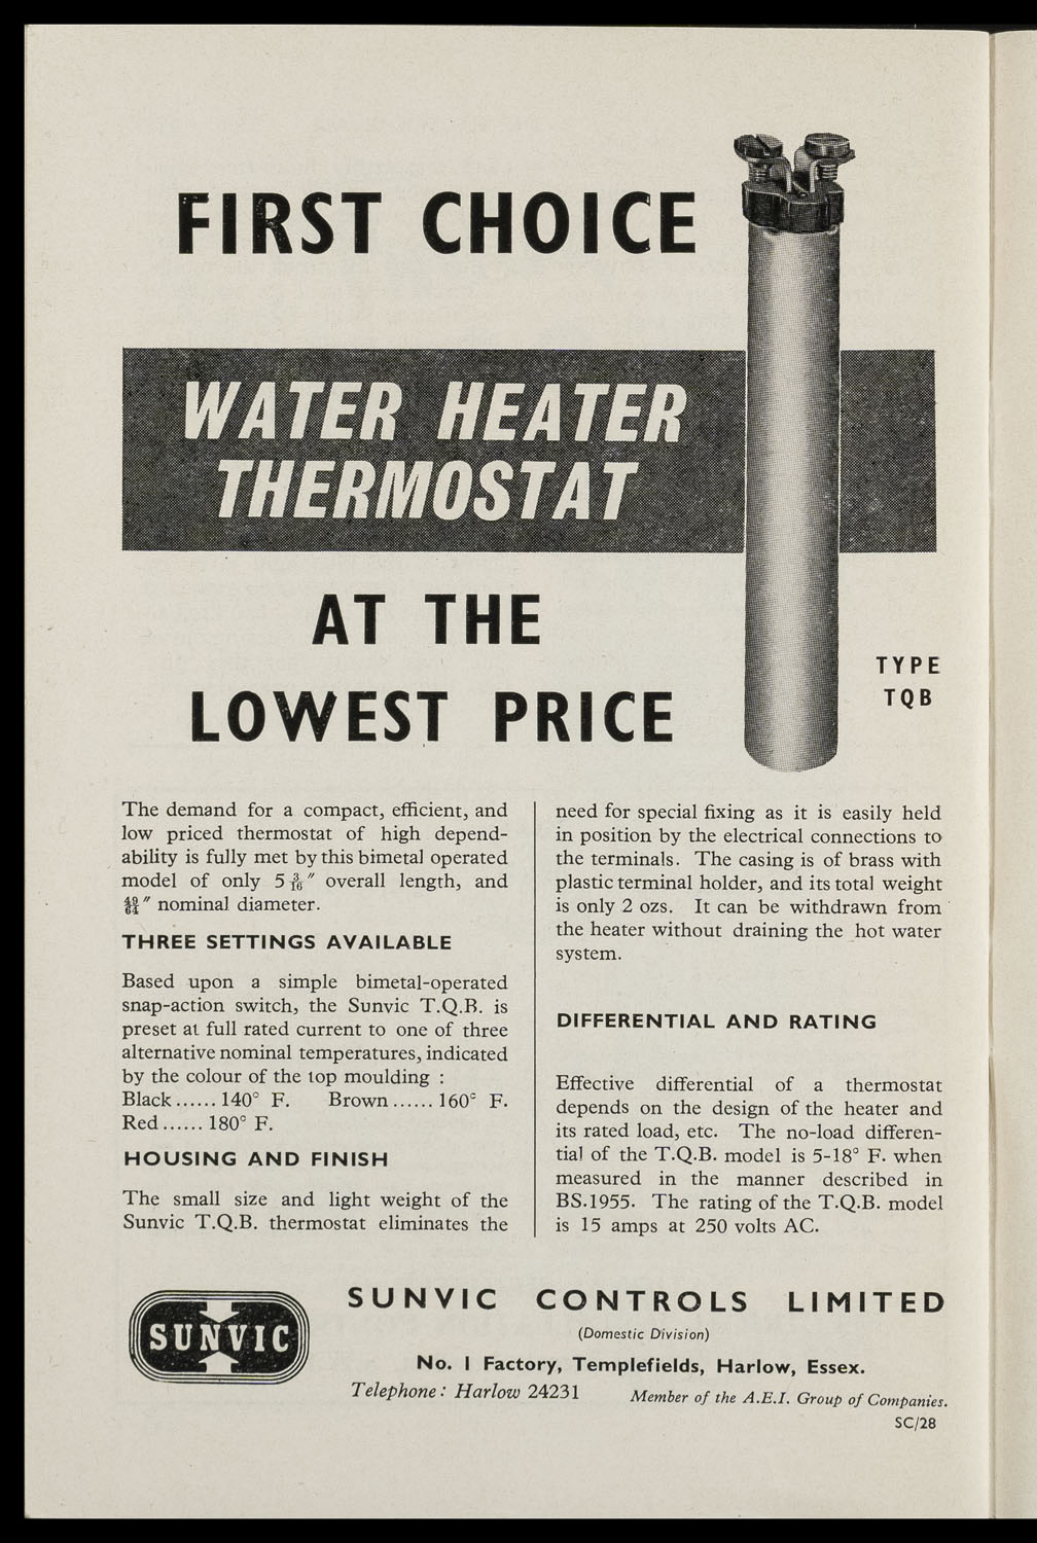 FIRST CHOICE
WATER HEATER
THERMOSTAT
AT THE
LOWEST PRICE
TYPE
TQB
The demand for a compact, efficient, and
low priced thermostat of high depend-
ability is fully met by this bimetal operated
model of only 5 3/16" overall length, and
49/64" nominal diameter.
THREE SETTINGS AVAILABLE
Based upon a simple bimetal-operated
snap-action switch, the Sunvic T.Q.B. is
preset at full rated current to one of three
alternative nominal temperatures, indicated
by the colour of the top moulding :
Black......140° F. Brown......160° F.
Red......180° F.
HOUSING AND FINISH
The small size and light weight of the
Sunvic T.Q.B. thermostat eliminates the
need for special fixing as it is easily held
in position by the electrical connections to
the terminals. The casing is of brass with
plastic terminal holder, and its total weight
is only 2 ozs. It can be withdrawn from
the heater without draining the hot water
system.
DIFFERENTIAL AND RATING
Effective differential of a thermostat
depends on the design of the heater and
its rated load, etc. The no-load differen-
tial of the T.Q.B. model is 5-18° F. when
measured in the manner described in
BS.1955. The rating of the T.Q.B. model
is 15 amps at 250 volts AC.
SUNVIC
SUNVIC CONTROLS LIMITED
(Domestic Division)
No. 1 Factory, Templefields, Harlow, Essex.
Telephone: Harlow 24231 Member of the A.E.I. Group of Companies.
SC/28